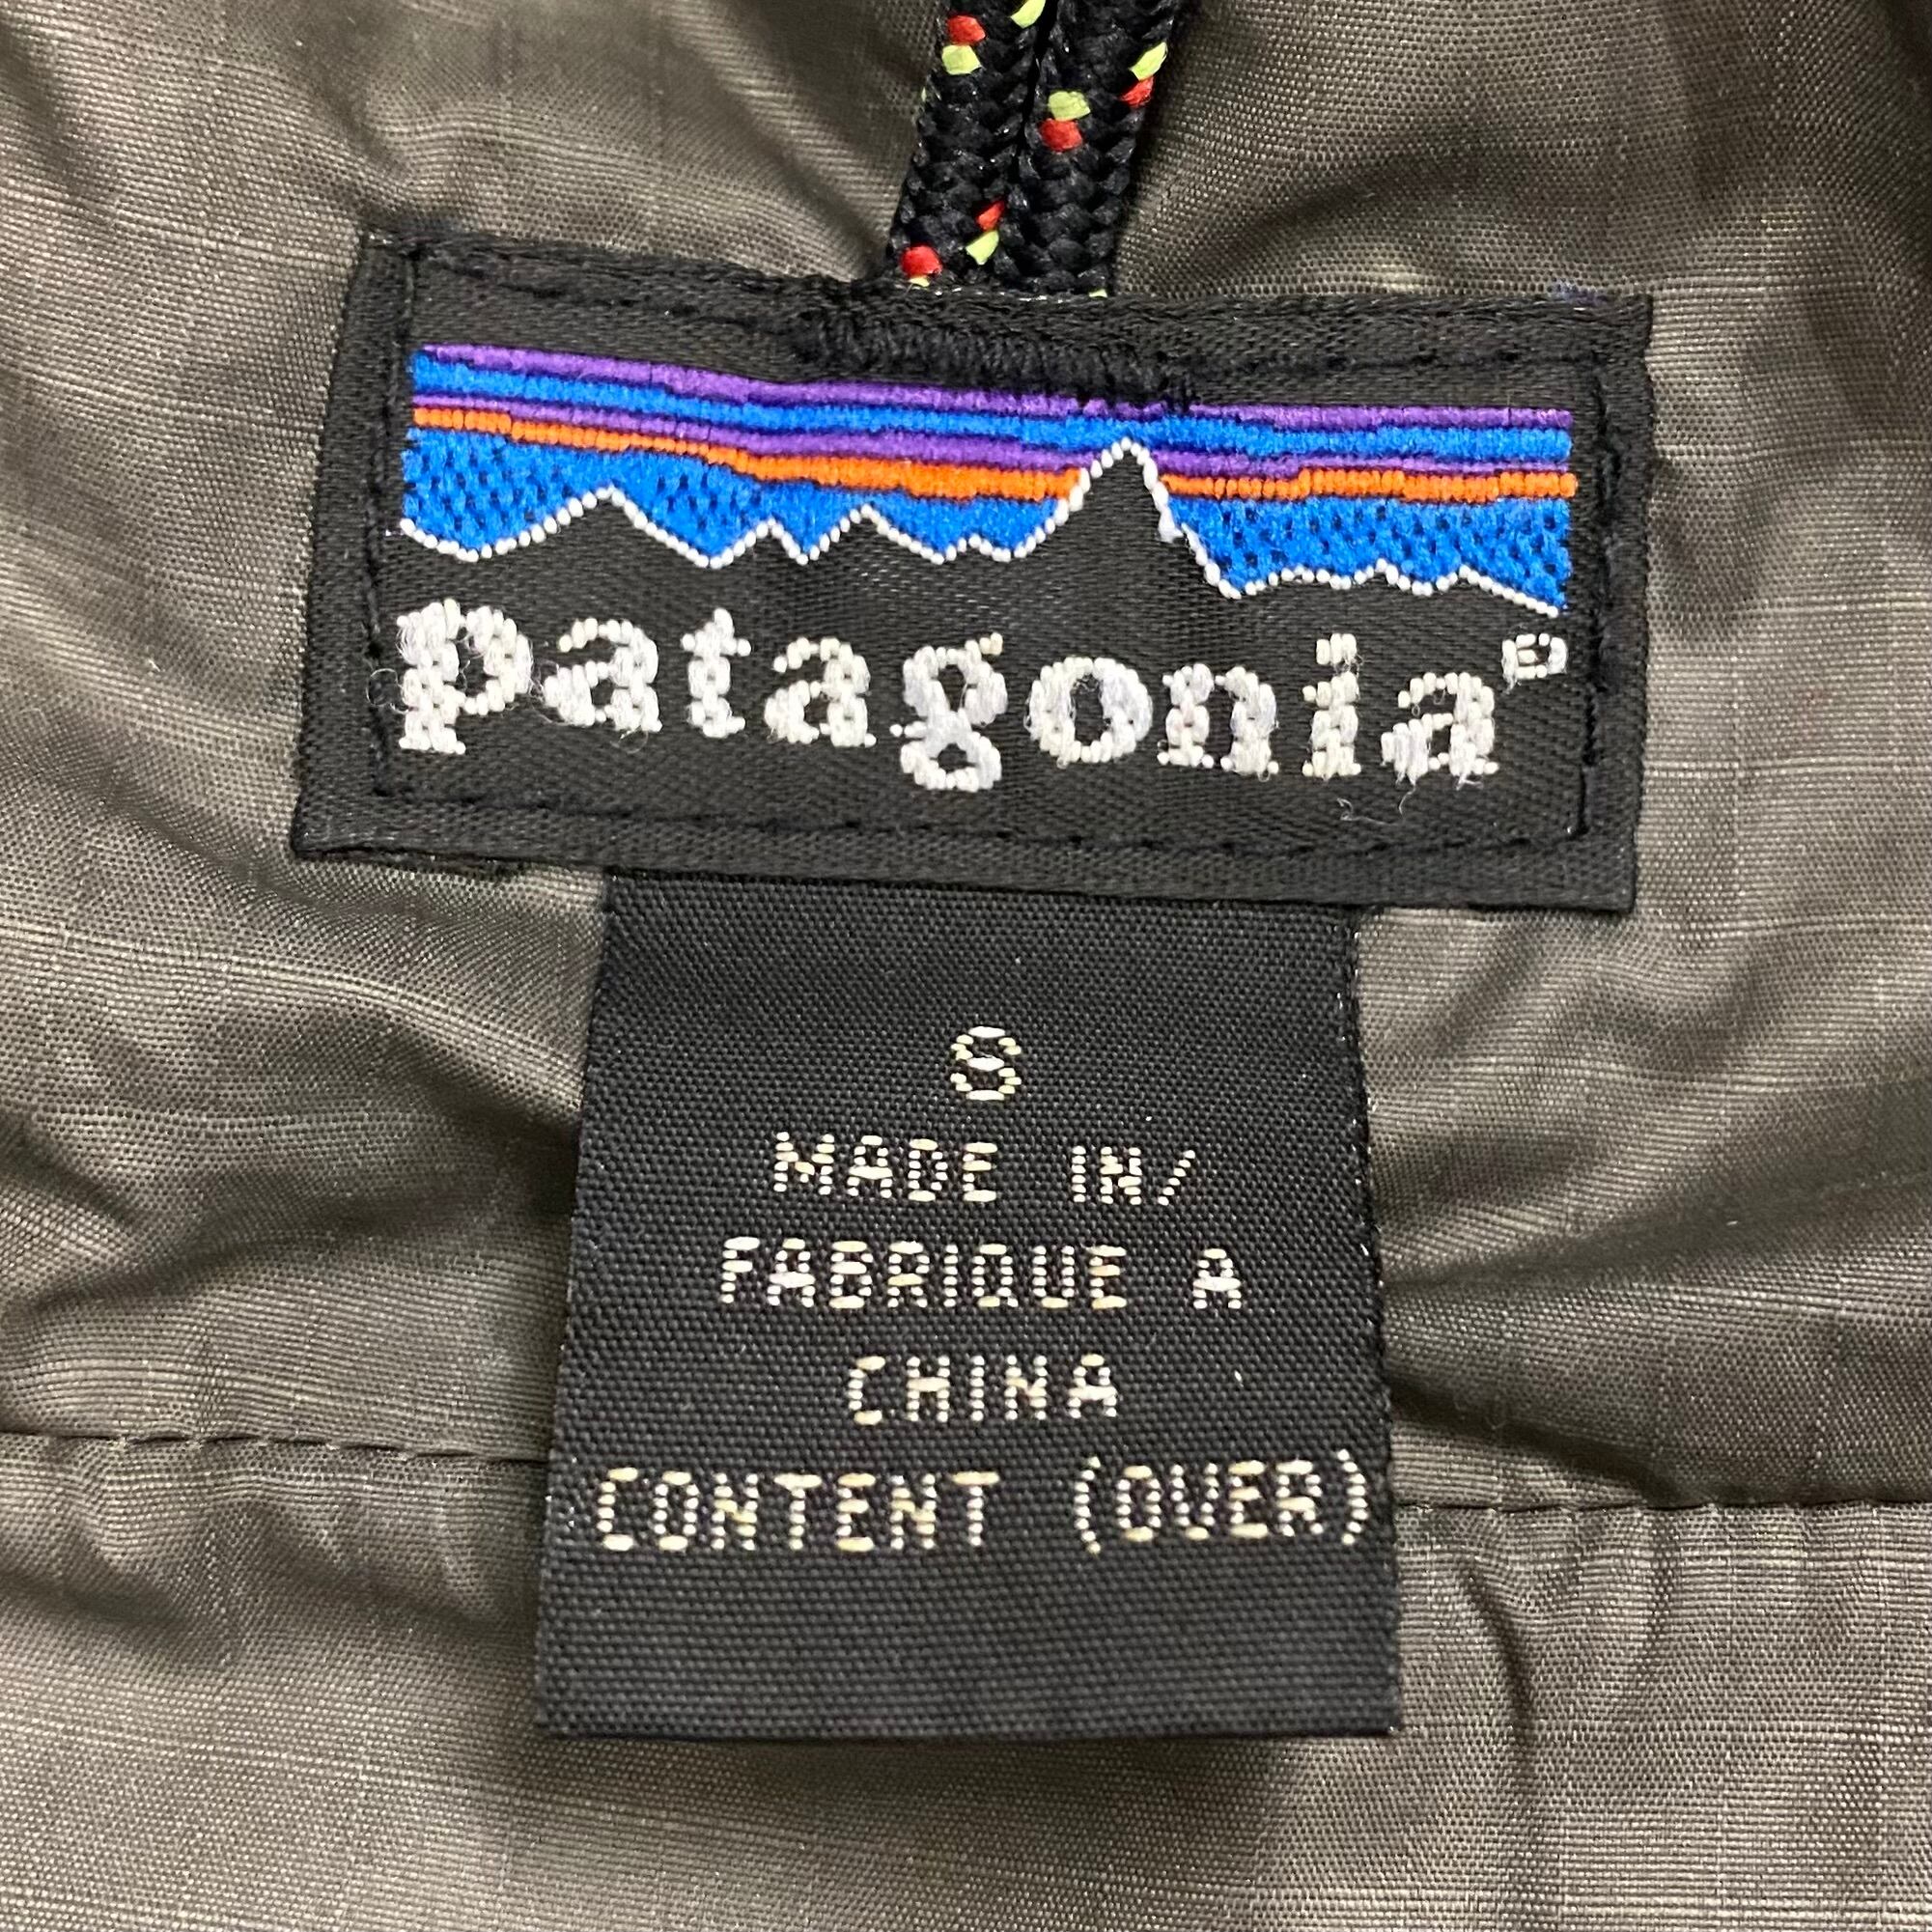 patagonia®
S
MADE IN/
FABRIQUE A
CHINA
CONTENT (OVER)